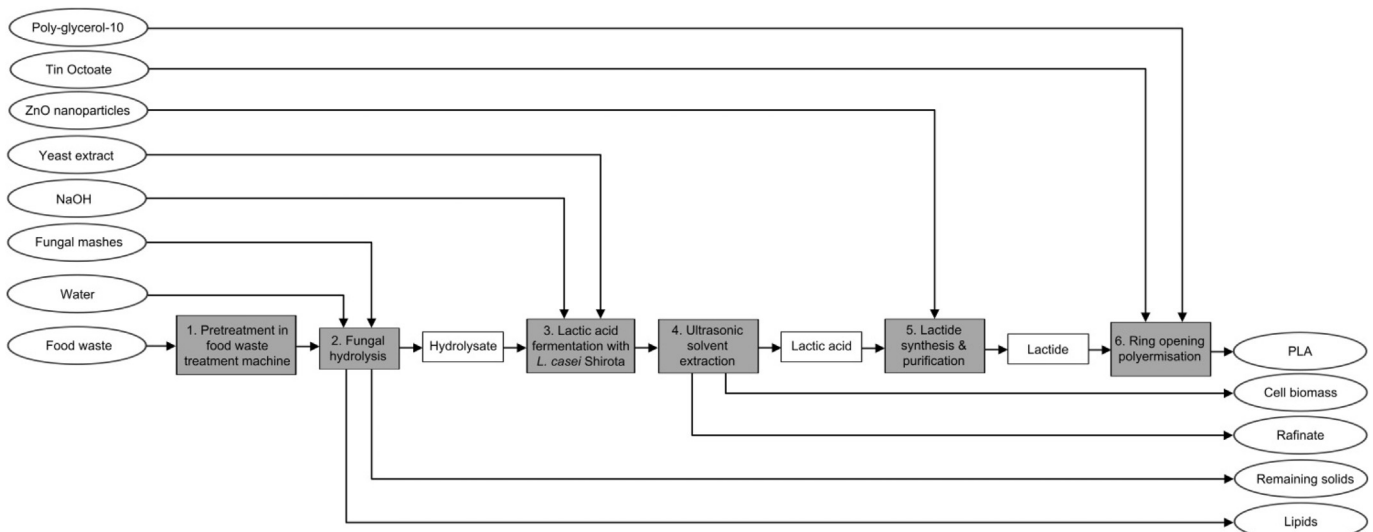 Poly-glycerol-10
Tin Octoate
ZnO nanoparticles
Yeast extract
NaOH
Fungal mashes
Water
Food waste
1. Pretreatment in
food waste
treatment machine
2. Fungal
hydrolysis
Hydrolysate
3. Lactic acid
fermentation with
L. casei Shirota
4. Ultrasonic
solvent
extraction
Lactic acid
5. Lactide
synthesis &
purification
Lactide
6. Ring opening
polyermisation
PLA
Cell biomass
Rafinate
Remaining solids
Lipids